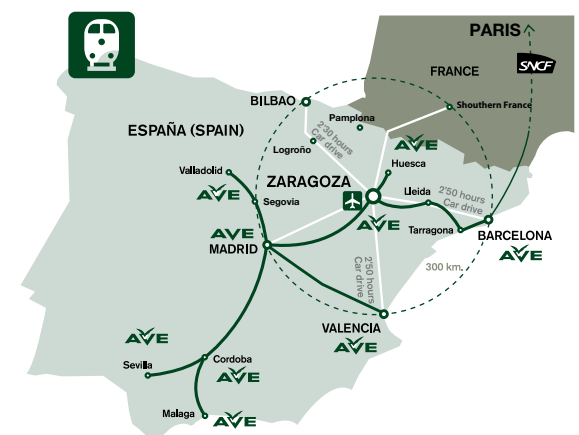 PARIS
SNCF
FRANCE
BILBAO
Shouthern France
Pamplona
ESPAÑA (SPAIN)
2'30 hours
Car drive
Logroño
AVE
Huesca
Valladolid
ZARAGOZA
AVE
Segovia
Lleida
2'50 hours
Car drive
AVE
AVE
MADRID
Tarragona
BARCELONA
AVE
2'50 hours
Car drive
300 km.
VALENCIA
AVE
AVE
Sevilla
Cordoba
AVE
Malaga
AVE